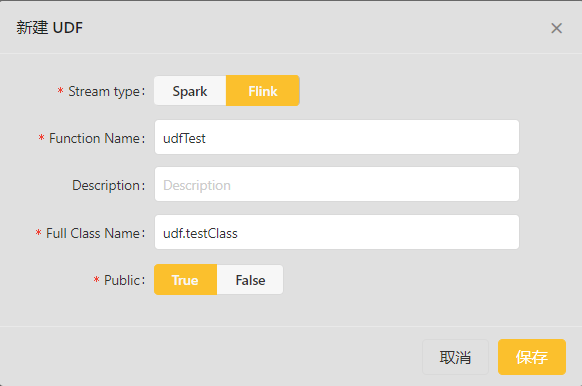 新建 UDF
* Stream type: Spark Flink
* Function Name: udfTest
Description: Description
* Full Class Name: udf.testClass
* Public: True False
取消 保存